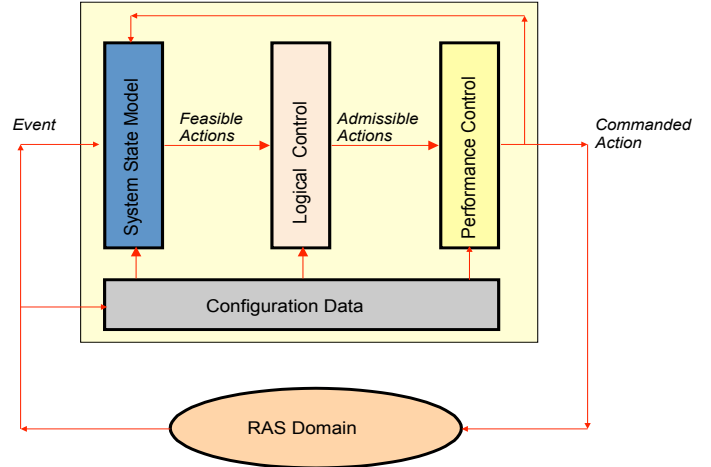 Event
System State Model
Feasible
Actions
Logical Control
Admissible
Actions
Performance Control
Commanded
Action
Configuration Data
RAS Domain